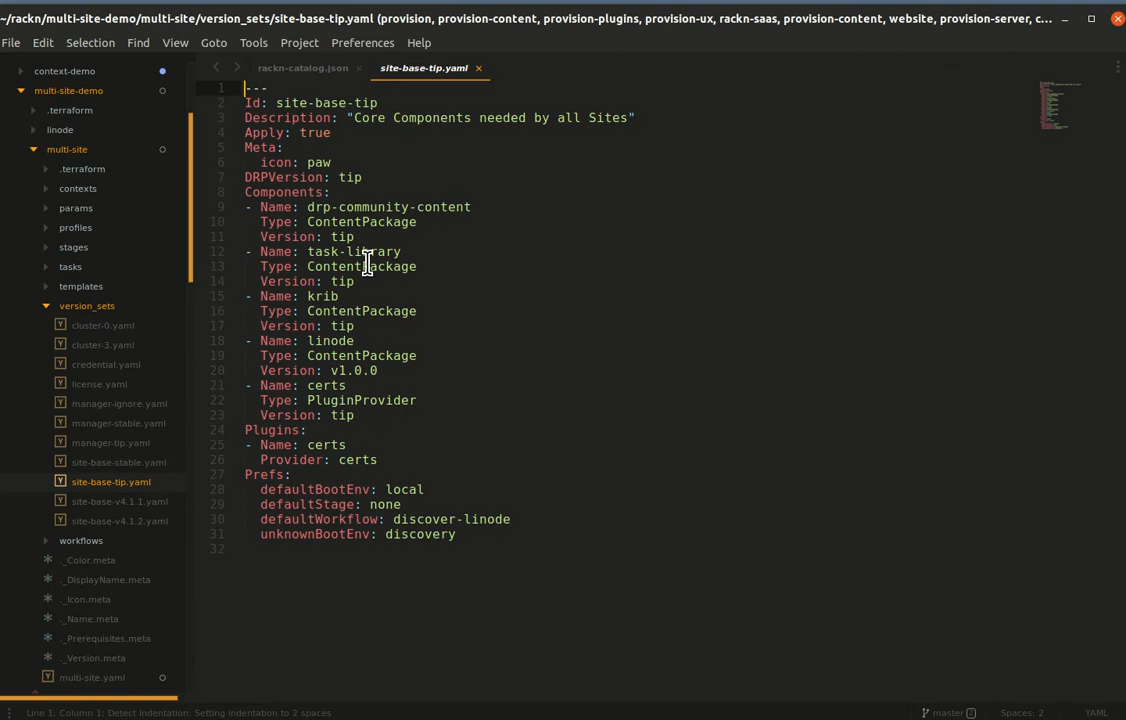 ~/rackn/multi-site-demo/multi-site/version_sets/site-base-tip.yaml (provision, provision-content, provision-plugins, provision-ux, rackn-saas, provision-content, website, provision-server, c...
File Edit Selection Find View Goto Tools Project Preferences Help
context-demo
multi-site-demo
.terraform
linode
multi-site
.terraform
contexts
params
profiles
stages
tasks
templates
version_sets
cluster-0.yaml
cluster-3.yaml
credential.yaml
license.yaml
manager-ignore.yaml
manager-stable.yaml
manager-tip.yaml
site-base-stable.yaml
site-base-tip.yaml
site-base-v4.1.1.yaml
site-base-v4.1.2.yaml
workflows
._Color.meta
._DisplayName.meta
._Icon.meta
._Name.meta
._Prerequisites.meta
._Version.meta
multi-site.yaml
rackn-catalog.json site-base-tip.yaml
1 ---
2 Id: site-base-tip
3 Description: "Core Components needed by all Sites"
4 Apply: true
5 Meta:
6 icon: paw
7 DRPVersion: tip
8 Components:
9 - Name: drp-community-content
10 Type: ContentPackage
11 Version: tip
12 - Name: task-library
13 Type: ContentPackage
14 Version: tip
15 - Name: krib
16 Type: ContentPackage
17 Version: tip
18 - Name: linode
19 Type: ContentPackage
20 Version: v1.0.0
21 - Name: certs
22 Type: PluginProvider
23 Version: tip
24 Plugins:
25 - Name: certs
26 Provider: certs
27 Prefs:
28 defaultBootEnv: local
29 defaultStage: none
30 defaultWorkflow: discover-linode
31 unknownBootEnv: discovery
32
Line 1, Column 1; Detect Indentation: Setting indentation to 2 spaces master 2 Spaces: 2 YAML